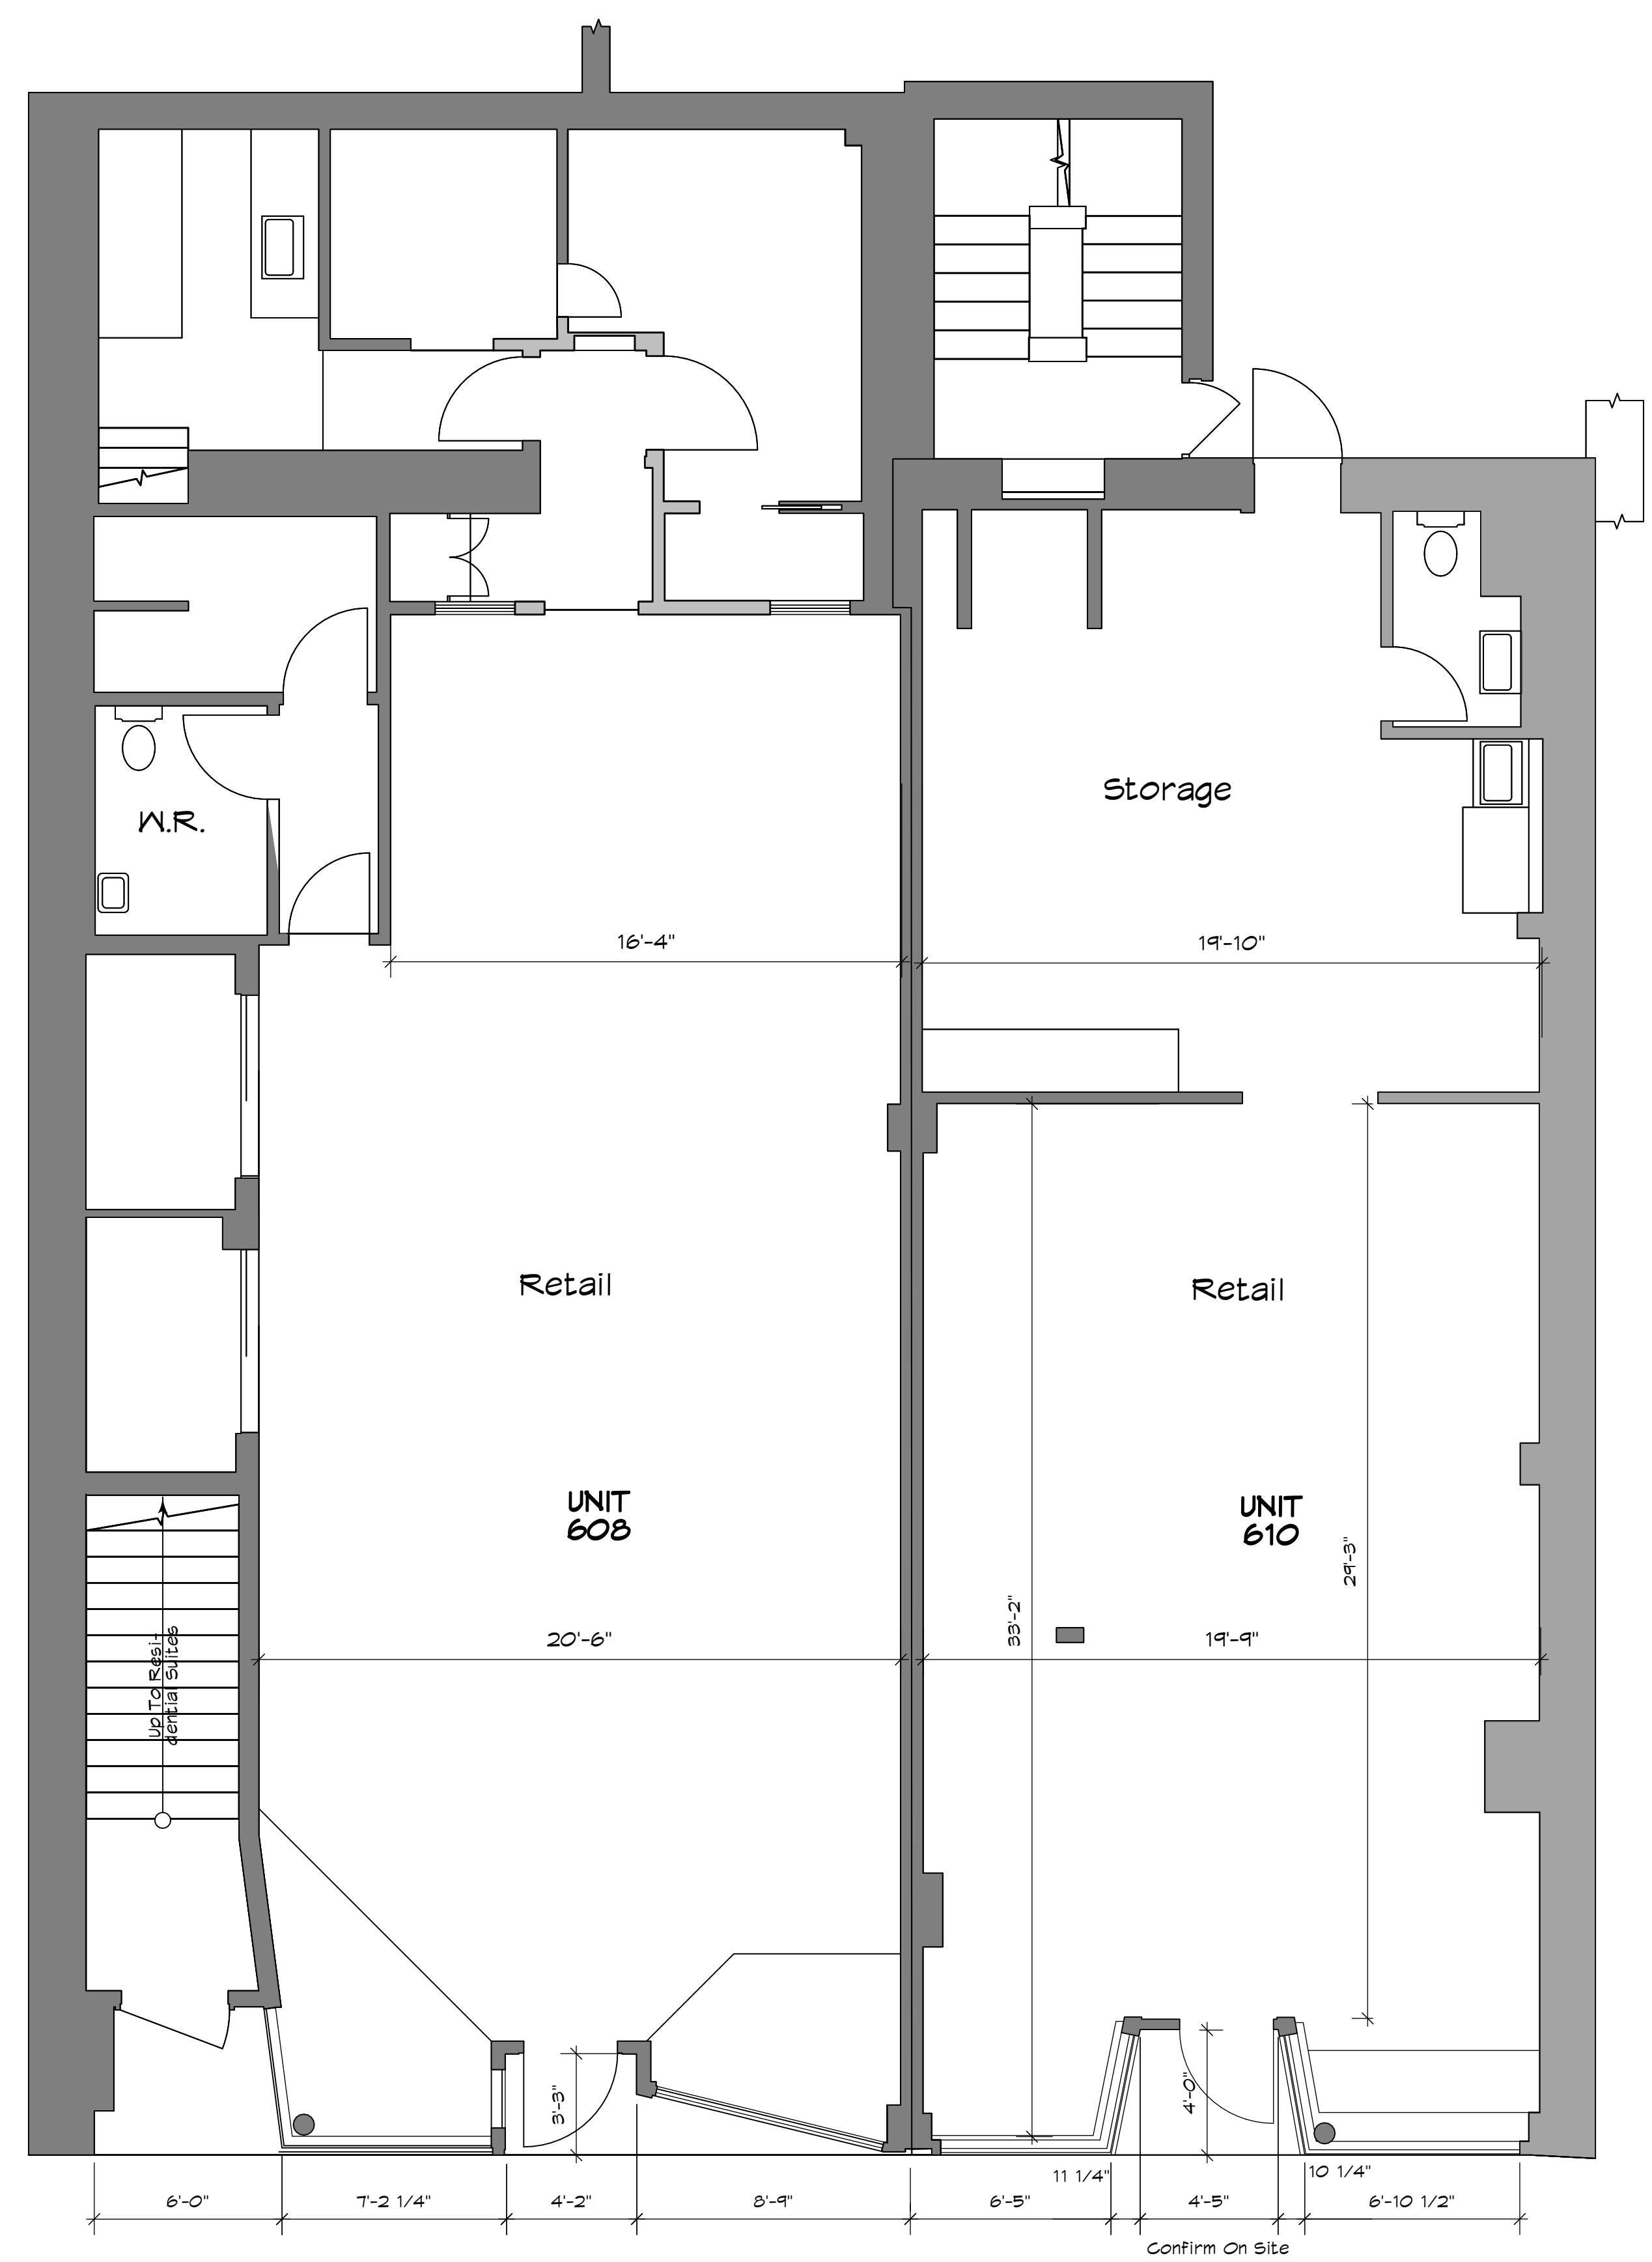 Storage
W.R.
16'-4"
19'-10"
Retail
Retail
UNIT
608
UNIT
610
29'-3"
33'-2"
Up To Resi-
dential Suites
20'-6"
19'-9"
3'-3"
4'-0"
11 1/4"
10 1/4"
6'-0"
7'-2 1/4"
4'-2"
8'-9"
6'-5"
4'-5"
6'-10 1/2"
Confirm On Site